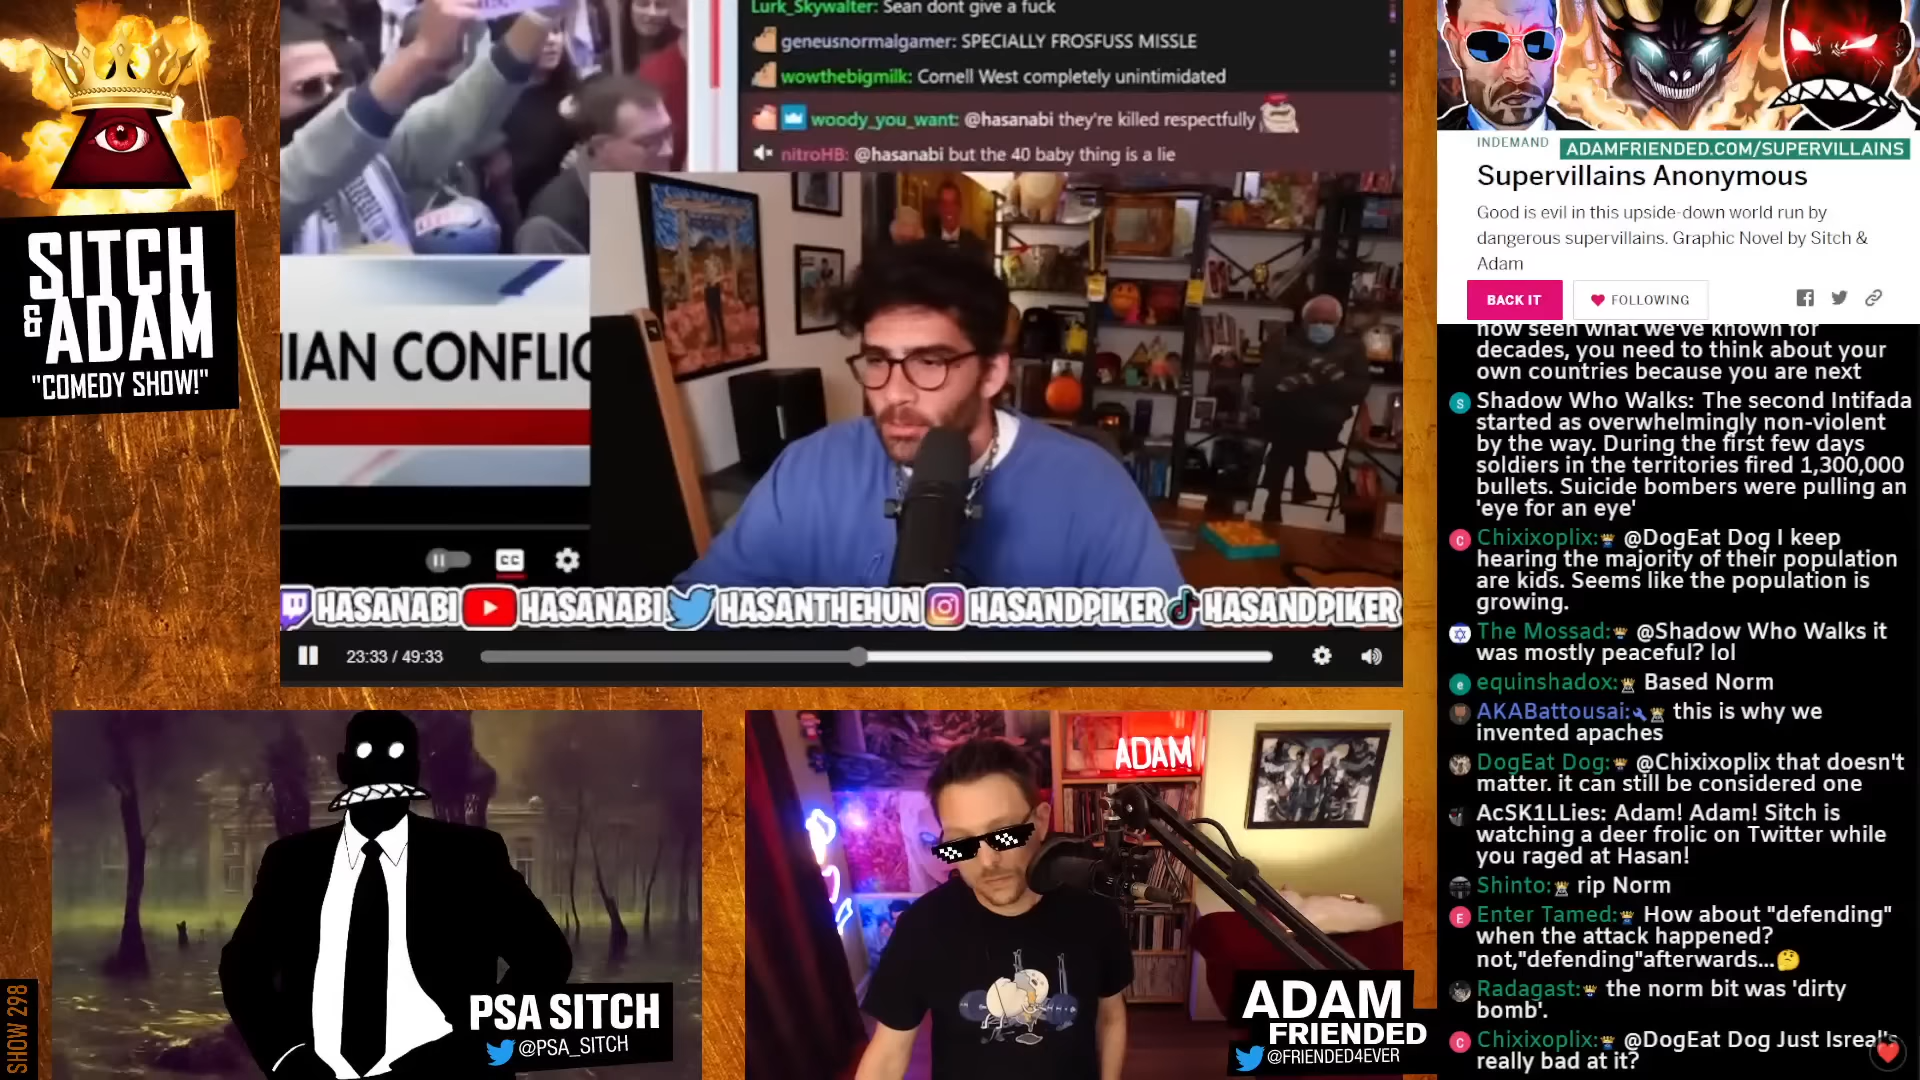 SITCH
& ADAM
"COMEDY SHOW!"
SHOW 298
Lurk_Skywalter: Sean dont give a fuck
geneusnormalgamer: SPECIALLY FROSFUSS MISSLE
wowthebigmilk: Cornell West completely unintimidated
woody_you_want: @hasanabi they're killed respectfully
nitroHB: @hasanabi but the 40 baby thing is a lie
IAN CONFLIC
CC
HASANABI HASANABI HASANTHEHUN HASANDPIKER HASANDPIKER
23:33 / 49:33
PSA SITCH
@PSA_SITCH
ADAM
ADAM
FRIENDED
@FRIENDED4EVER
INDEMAND
ADAMFRIENDED.COM/SUPERVILLAINS
Supervillains Anonymous
Good is evil in this upside-down world run by
dangerous supervillains. Graphic Novel by Sitch &
Adam
BACK IT
FOLLOWING
now seen what we've known for
decades, you need to think about your
own countries because you are next
Shadow Who Walks: The second Intifada
started as overwhelmingly non-violent
by the way. During the first few days
soldiers in the territories fired 1,300,000
bullets. Suicide bombers were pulling an
'eye for an eye'
Chixixoplix: @DogEat Dog I keep
hearing the majority of their population
are kids. Seems like the population is
growing.
The Mossad: @Shadow Who Walks it
was mostly peaceful? lol
equinshadox: Based Norm
AKABattousai: this is why we
invented apaches
DogEat Dog: @Chixixoplix that doesn't
matter. it can still be considered one
AcSK1LLies: Adam! Adam! Sitch is
watching a deer frolic on Twitter while
you raged at Hasan!
Shinto: rip Norm
Enter Tamed: How about "defending"
when the attack happened?
not,"defending"afterwards...🤔
Radagast: the norm bit was 'dirty
bomb'.
Chixixoplix: @DogEat Dog Just Isreal's
really bad at it?